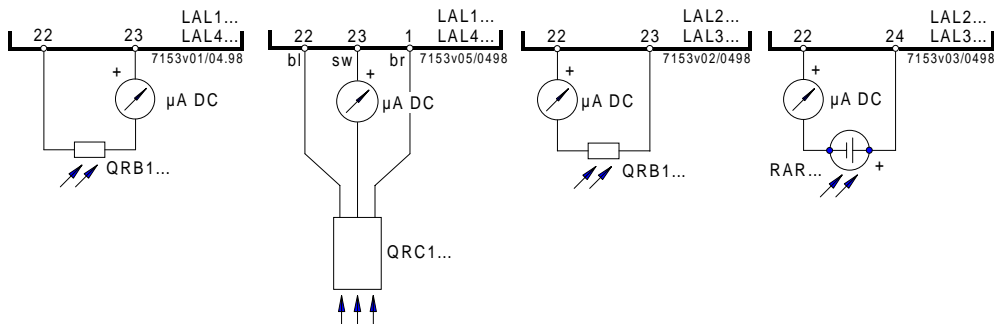 LAL1...
22 23 LAL4...
7153v01/04.98
+
µA DC
QRB1...
LAL1...
22 23 1 LAL4...
bl sw br 7153v05/0498
+
µA DC
QRC1...
LAL2...
22 23 LAL3...
7153v02/0498
+
µA DC
QRB1...
LAL2...
22 24 LAL3...
7153v03/0498
+
µA DC
RAR...
+